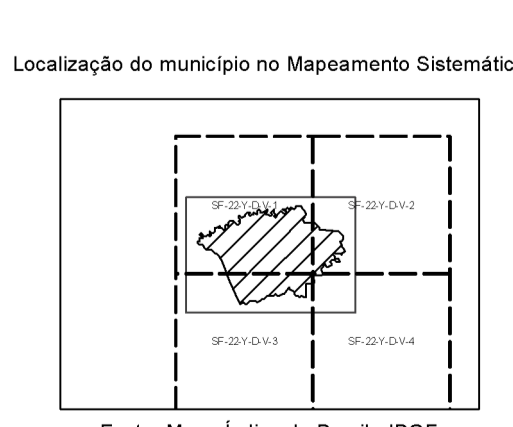 Localização do município no Mapeamento Sistemátic
SF-22-Y-D-V-1
SF-22-Y-D-V-2
SF-22-Y-D-V-3
SF-22-Y-D-V-4